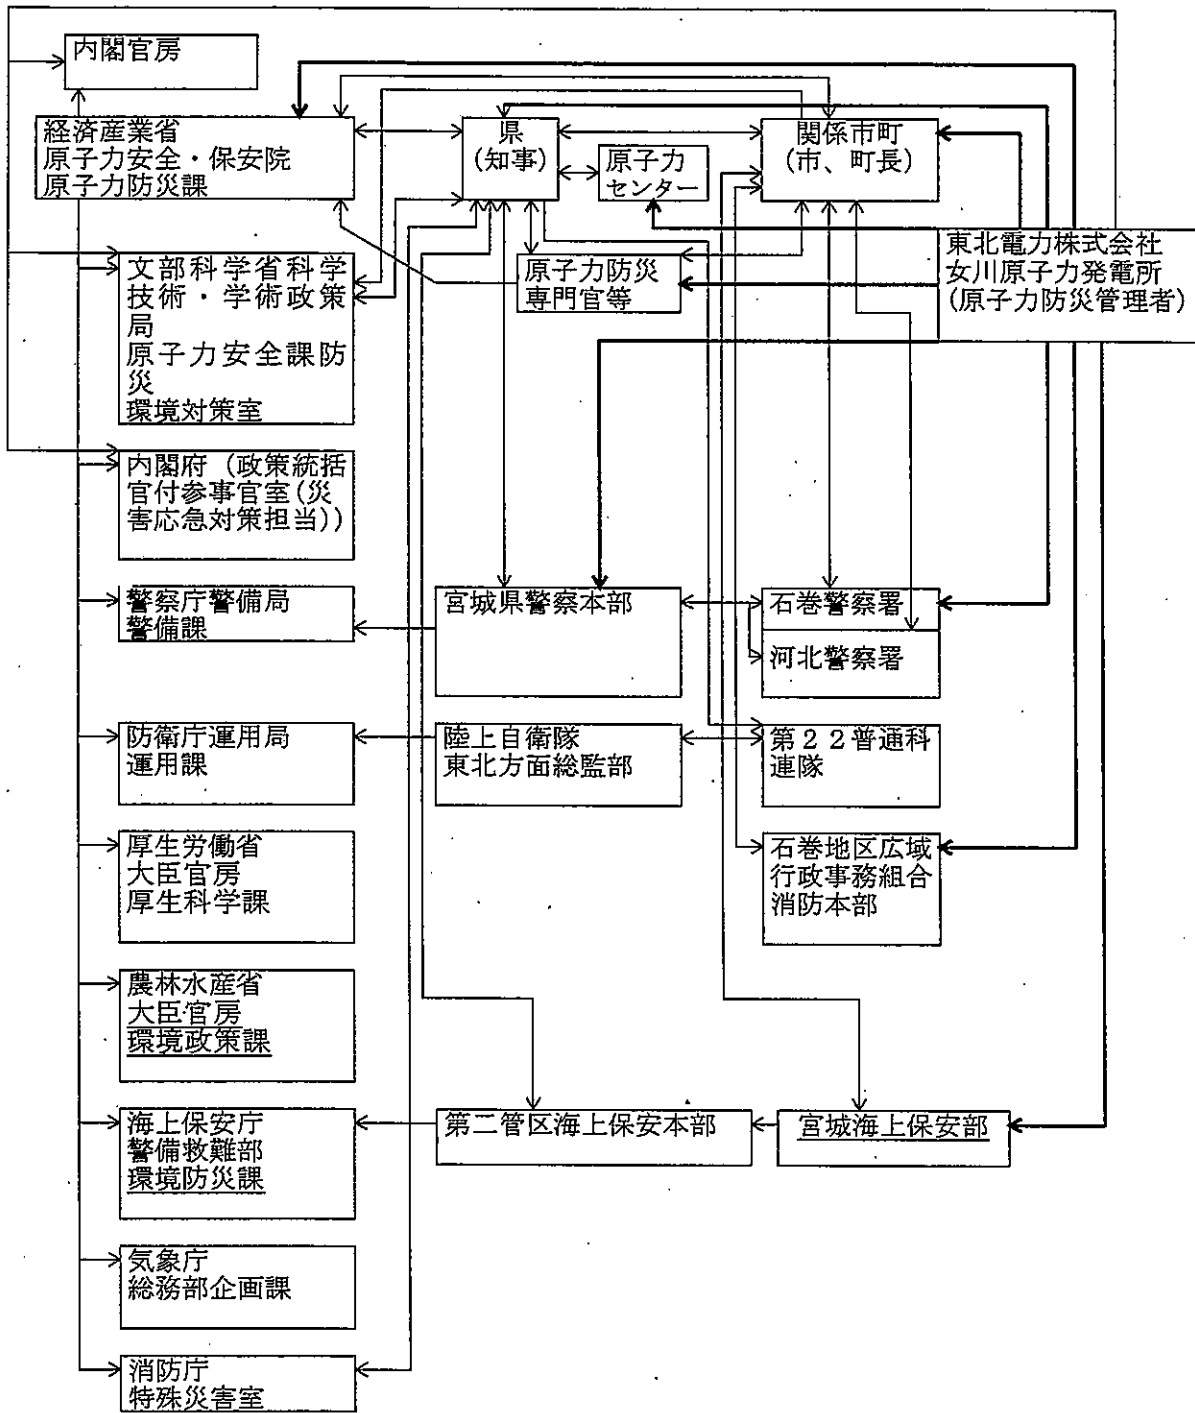 内閣官房
経済産業省
原子力安全・保安院
原子力防災課
県
(知事)
原子力
センター
関係市町
(市、町長)
東北電力株式会社
女川原子力発電所
(原子力防災管理者)
文部科学省科学
技術・学術政策
局
原子力安全課防
災
環境対策室
原子力防災
専門官等
内閣府(政策統括
官付参事官室(災
害応急対策担当))
警察庁警備局
警備課
宮城県警察本部
石巻警察署
河北警察署
防衛庁運用局
運用課
陸上自衛隊
東北方面総監部
第22普通科
連隊
厚生労働省
大臣官房
厚生科学課
石巻地区広域
行政事務組合
消防本部
農林水産省
大臣官房
環境政策課
海上保安庁
警備救難部
環境防災課
第二管区海上保安本部
宮城海上保安部
気象庁
総務部企画課
消防庁
特殊災害室